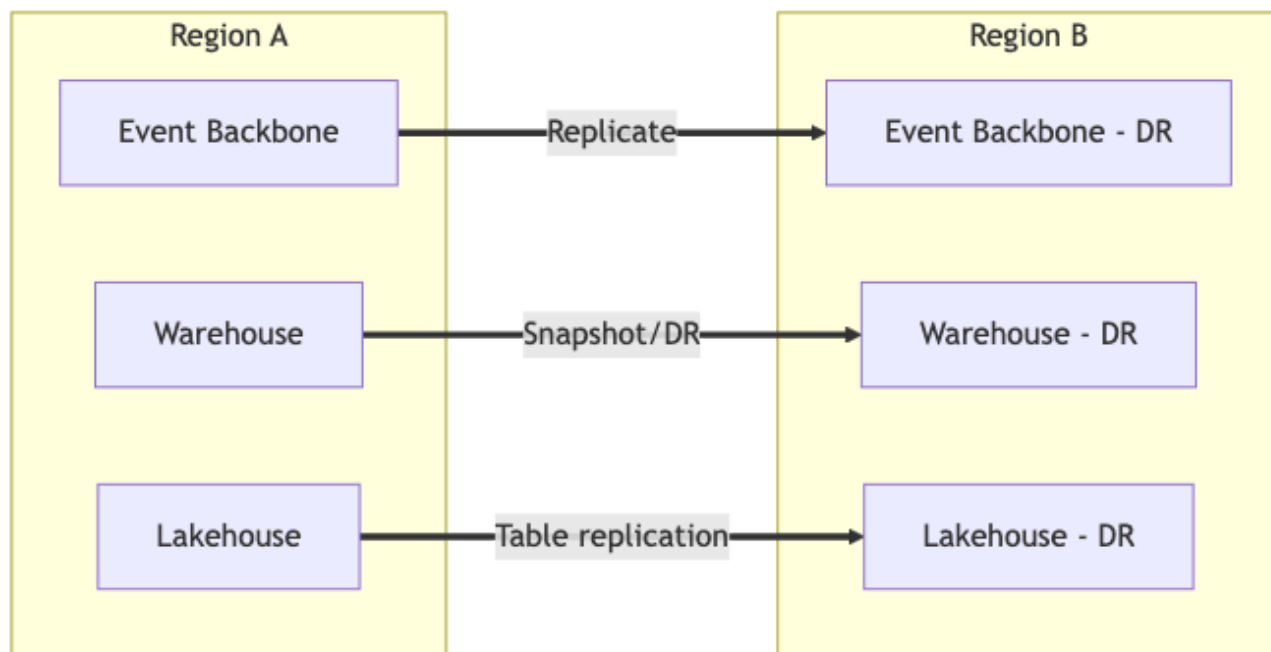 Region A
Region B
Event Backbone
Replicate
Event Backbone - DR
Warehouse
Snapshot/DR
Warehouse - DR
Lakehouse
Table replication
Lakehouse - DR